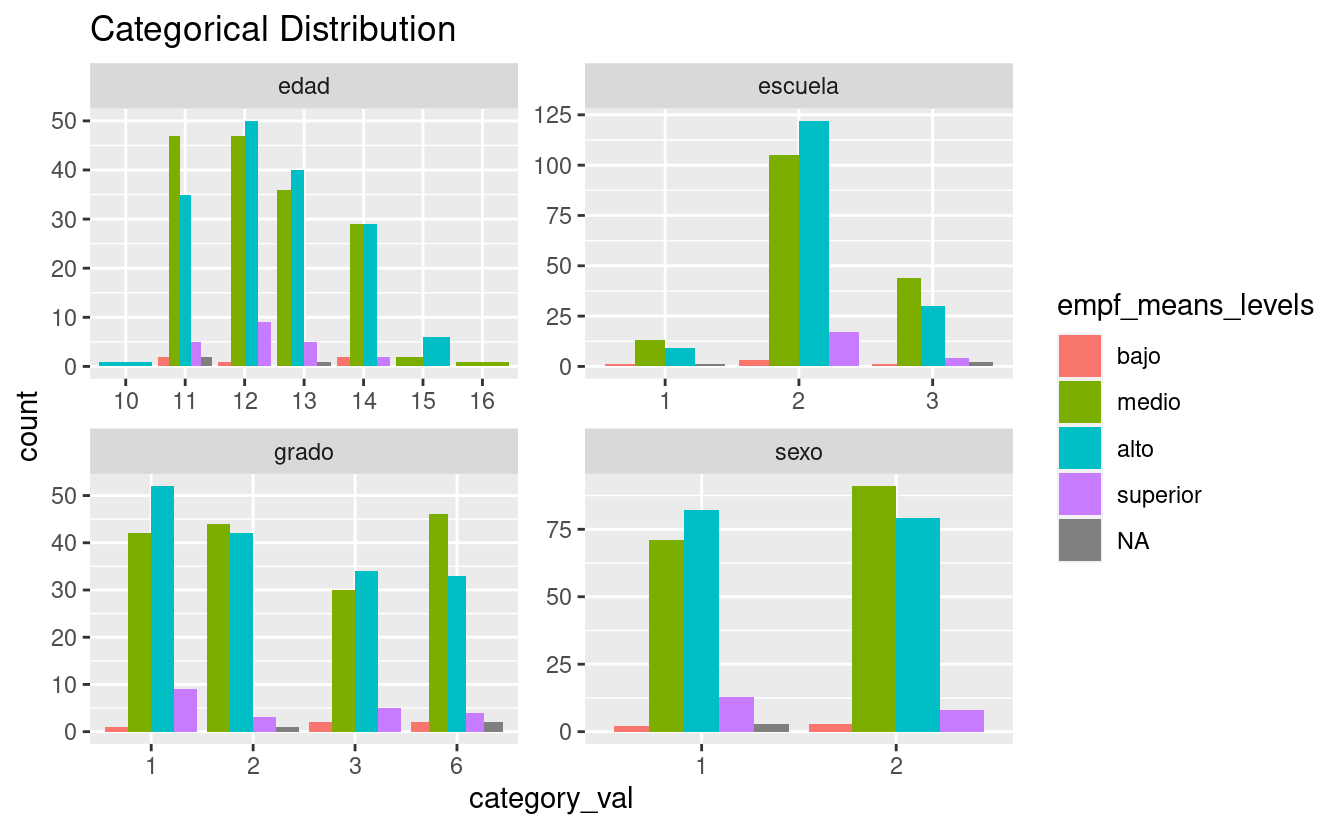 Categorical Distribution
edad
50
40
30
20
10
0
10 11 12 13 14 15 16
escuela
125
100
75
50
25
0
1 2 3
grado
50
40
30
20
10
0
1 2 3 6
sexo
75
50
25
0
1 2
count
category_val
empf_means_levels
bajo
medio
alto
superior
NA